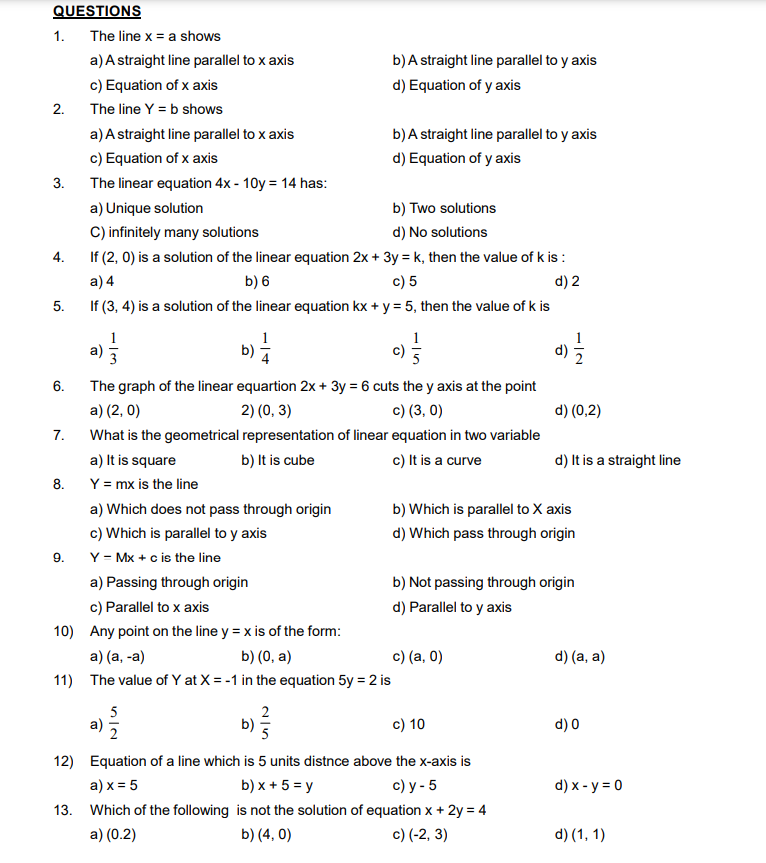 QUESTIONS
1. The line x = a shows
a) A straight line parallel to x axis b) A straight line parallel to y axis
c) Equation of x axis d) Equation of y axis
2. The line Y = b shows
a) A straight line parallel to x axis b) A straight line parallel to y axis
c) Equation of x axis d) Equation of y axis
3. The linear equation 4x - 10y = 14 has:
a) Unique solution b) Two solutions
C) infinitely many solutions d) No solutions
4. If (2, 0) is a solution of the linear equation 2x + 3y = k, then the value of k is :
a) 4 b) 6 c) 5 d) 2
5. If (3, 4) is a solution of the linear equation kx + y = 5, then the value of k is
a) 1/3 b) 1/4 c) 1/5 d) 1/2
6. The graph of the linear equartion 2x + 3y = 6 cuts the y axis at the point
a) (2, 0) 2) (0, 3) c) (3, 0) d) (0,2)
7. What is the geometrical representation of linear equation in two variable
a) It is square b) It is cube c) It is a curve d) It is a straight line
8. Y = mx is the line
a) Which does not pass through origin b) Which is parallel to X axis
c) Which is parallel to y axis d) Which pass through origin
9. Y = Mx + c is the line
a) Passing through origin b) Not passing through origin
c) Parallel to x axis d) Parallel to y axis
10) Any point on the line y = x is of the form:
a) (a, -a) b) (0, a) c) (a, 0) d) (a, a)
11) The value of Y at X = -1 in the equation 5y = 2 is
a) 5/2 b) 2/5 c) 10 d) 0
12) Equation of a line which is 5 units distnce above the x-axis is
a) x = 5 b) x + 5 = y c) y - 5 d) x - y = 0
13. Which of the following is not the solution of equation x + 2y = 4
a) (0.2) b) (4, 0) c) (-2, 3) d) (1, 1)